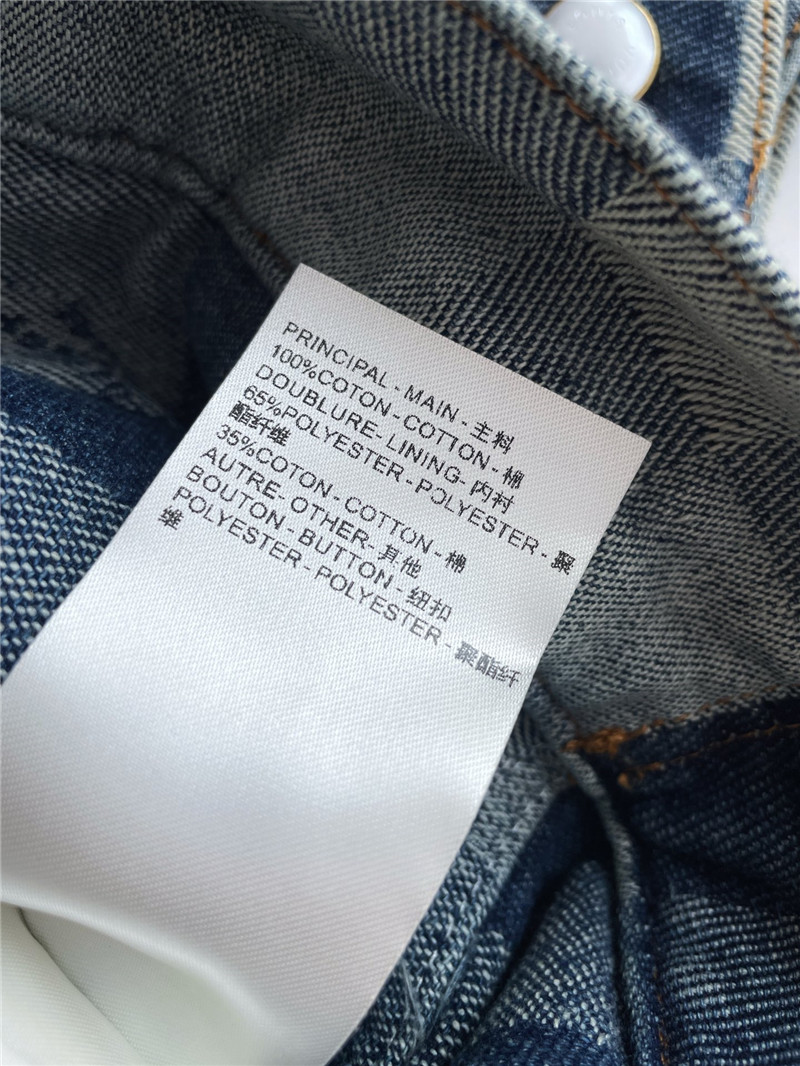 PRINCIPAL - MAIN - 主料
100%COTON - COTTON - 棉
DOUBLURE- LINING- 内衬
65%POLYESTER - POLYESTER - 聚
酯纤维
35%COTON - COTTON - 棉
AUTRE- OTHER- 其他
BOUTON - BUTTON - 纽扣
POLYESTER - POLYESTER - 聚酯纤
维